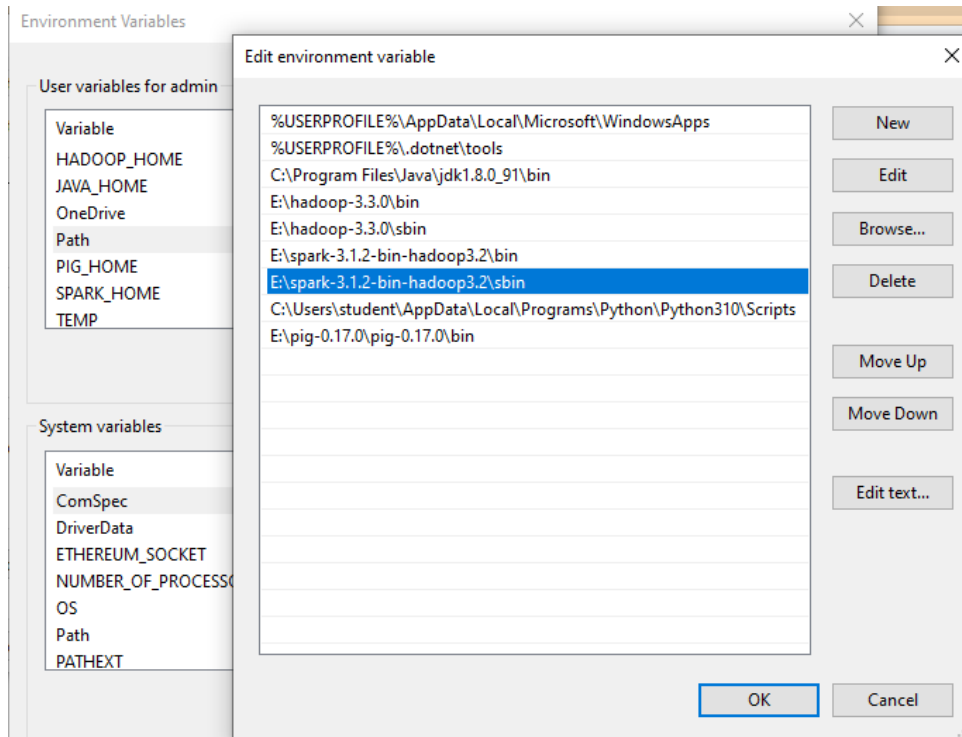 Environment Variables
Edit environment variable
User variables for admin
Variable
HADOOP_HOME
JAVA_HOME
OneDrive
Path
PIG_HOME
SPARK_HOME
TEMP
System variables
Variable
ComSpec
DriverData
ETHEREUM_SOCKET
NUMBER_OF_PROCESSO
OS
Path
PATHEXT
%USERPROFILE%\AppData\Local\Microsoft\WindowsApps
%USERPROFILE%\.dotnet\tools
C:\Program Files\Java\jdk1.8.0_91\bin
E:\hadoop-3.3.0\bin
E:\hadoop-3.3.0\sbin
E:\spark-3.1.2-bin-hadoop3.2\bin
E:\spark-3.1.2-bin-hadoop3.2\sbin
C:\Users\student\AppData\Local\Programs\Python\Python310\Scripts
E:\pig-0.17.0\pig-0.17.0\bin
New
Edit
Browse...
Delete
Move Up
Move Down
Edit text...
OK
Cancel